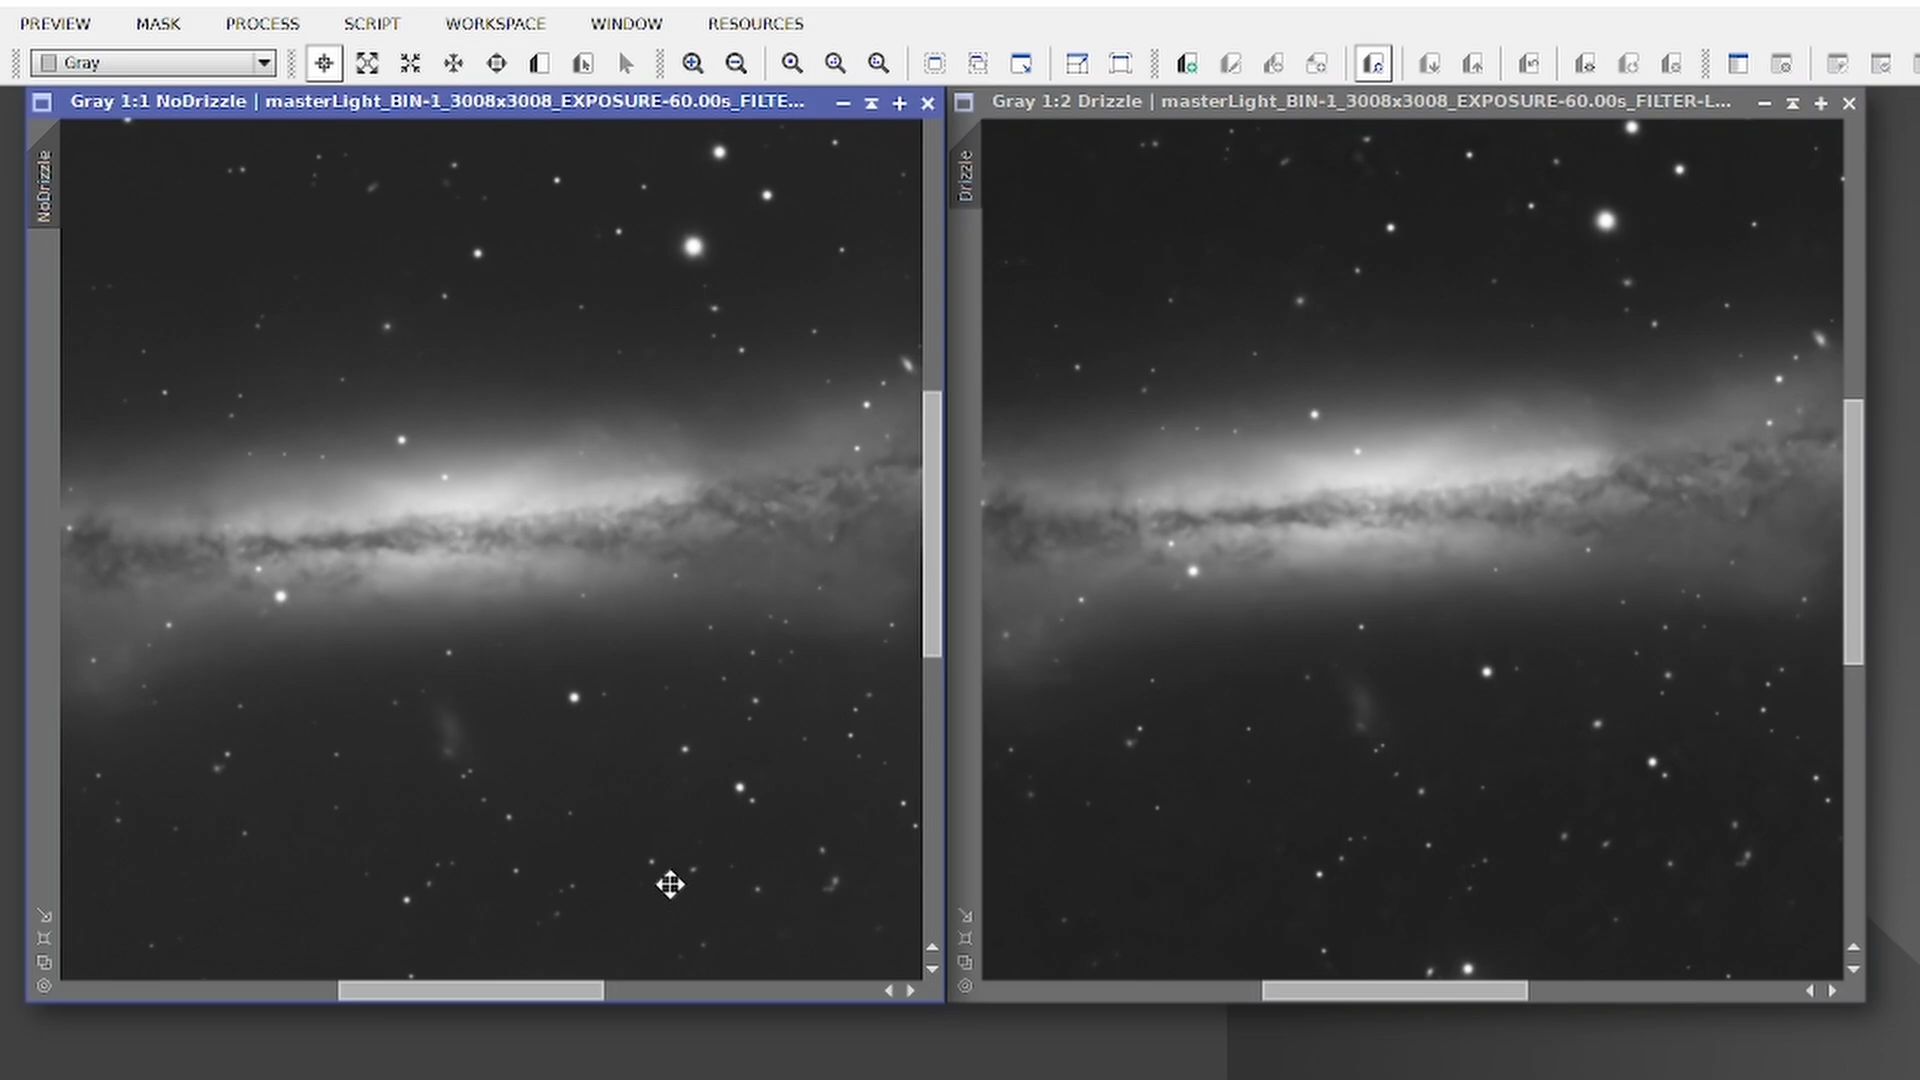 PREVIEW MASK PROCESS SCRIPT WORKSPACE WINDOW RESOURCES
Gray
Gray 1:1 NoDrizzle | masterLight_BIN-1_3008x3008_EXPOSURE-60.00s_FILTE...
Gray 1:2 Drizzle | masterLight_BIN-1_3008x3008_EXPOSURE-60.00s_FILTER-L...
NoDrizzle
Drizzle